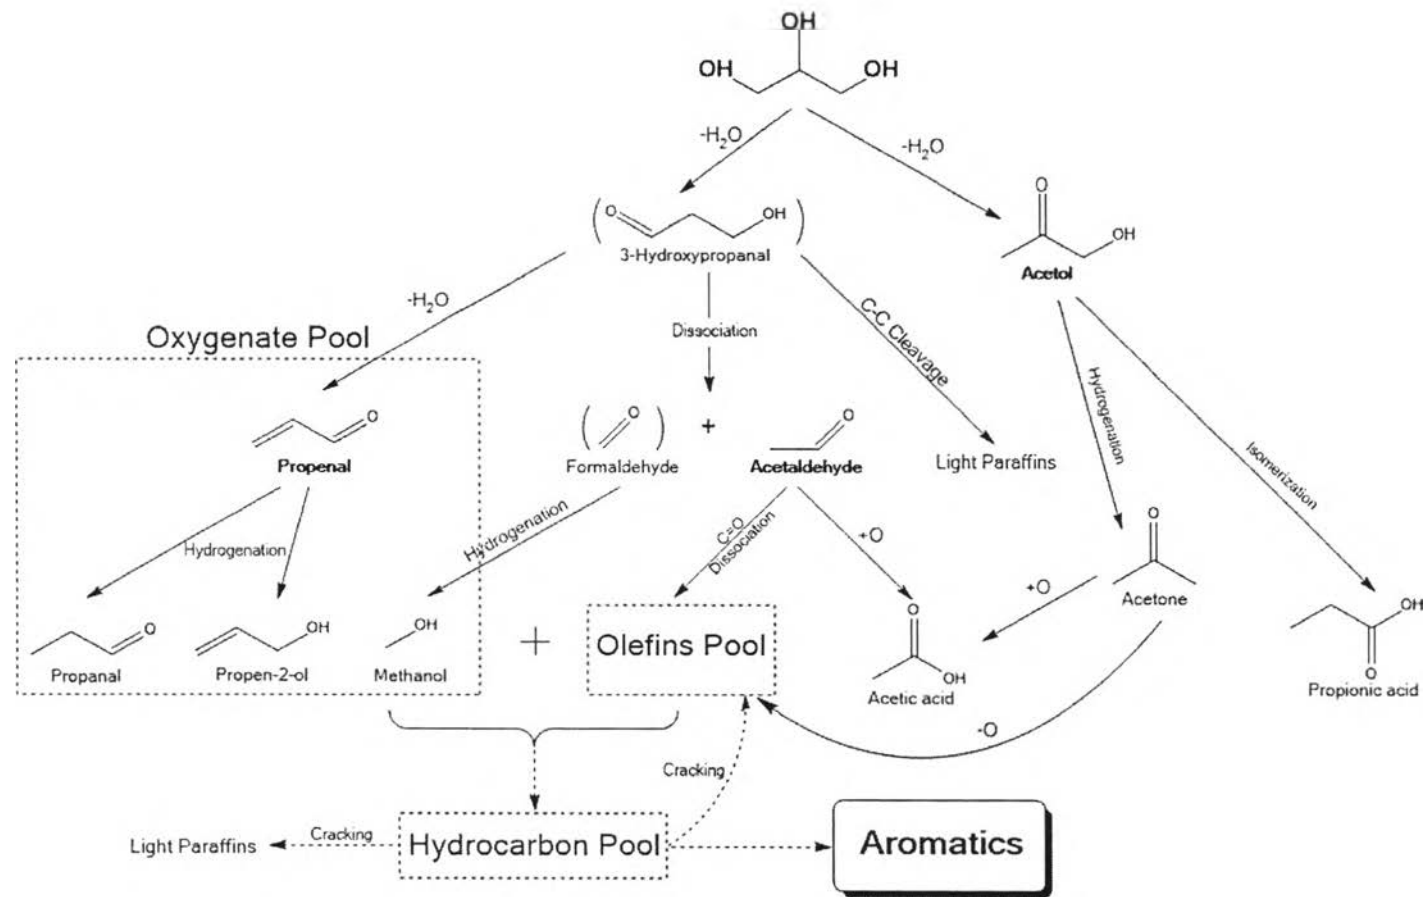 OH
OH
OH
-H₂O
-H₂O
O
OH
3-Hydroxypropanal
O
OH
Acetol
-H₂O
Dissociation
C-C Cleavage
Hydrogenation
Isomerization
Oxygenate Pool
O
Propenal
O
Formaldehyde
+
O
Acetaldehyde
Light Paraffins
Hydrogenation
Hydrogenation
C=O
Dissociation
+O
O
Acetone
+O
O
Propanal
OH
Propen-2-ol
OH
Methanol
+
Olefins Pool
O
OH
Acetic acid
OH
O
Propionic acid
-O
Cracking
Light Paraffins
Cracking
Hydrocarbon Pool
Aromatics